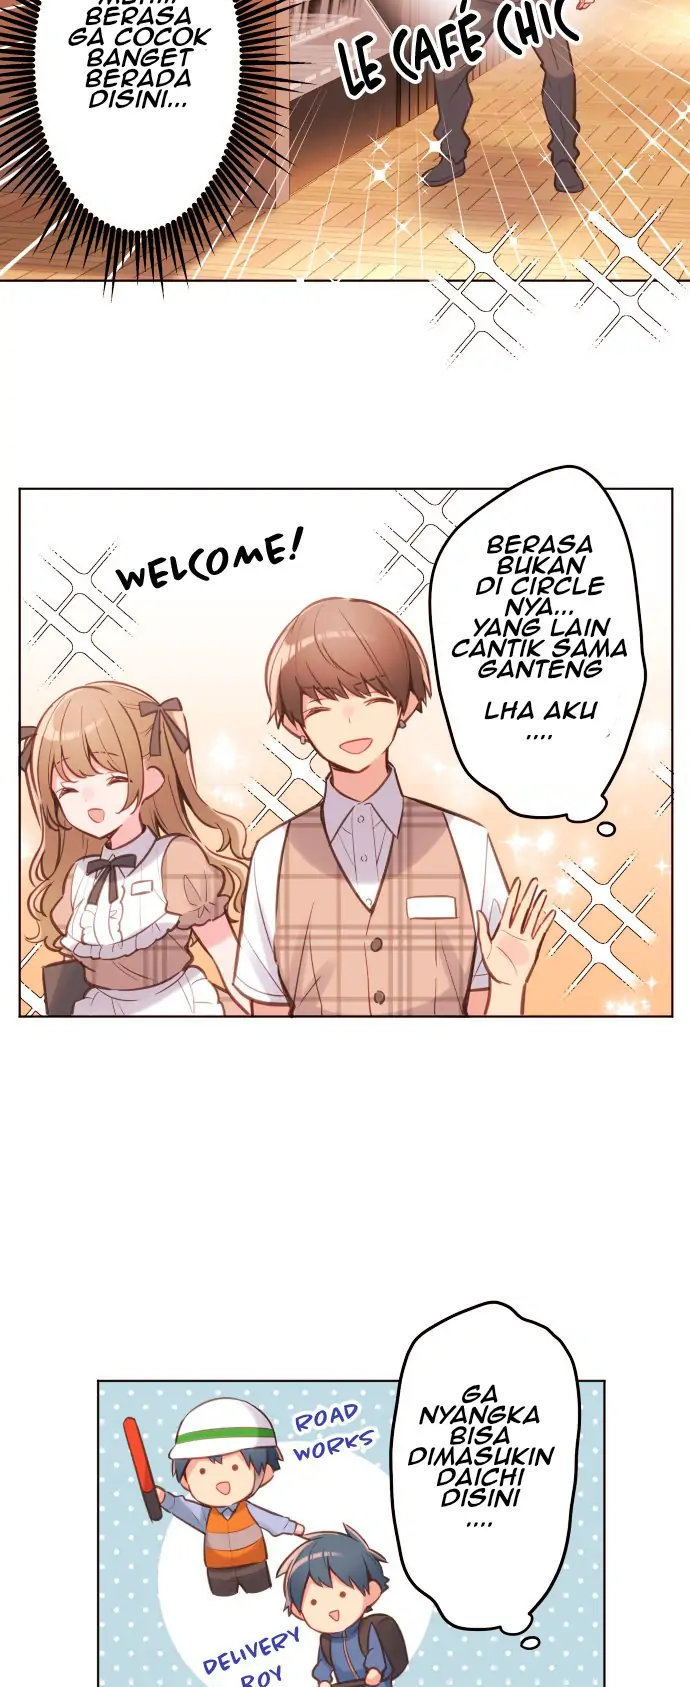 BERASA
GA COCOK
BANGET
BERADA
DISINI...
LE CAFÉ CHIC
WELCOME!
BERASA
BUKAN
DI CIRCLE
NYA...
YANG LAIN
CANTIK SAMA
GANTENG
LHA AKU
....
GA
NYANGKA
BISA
DIMASUKIN
DAICHI
DISINI
....
ROAD
WORKS
DELIVERY
BOY